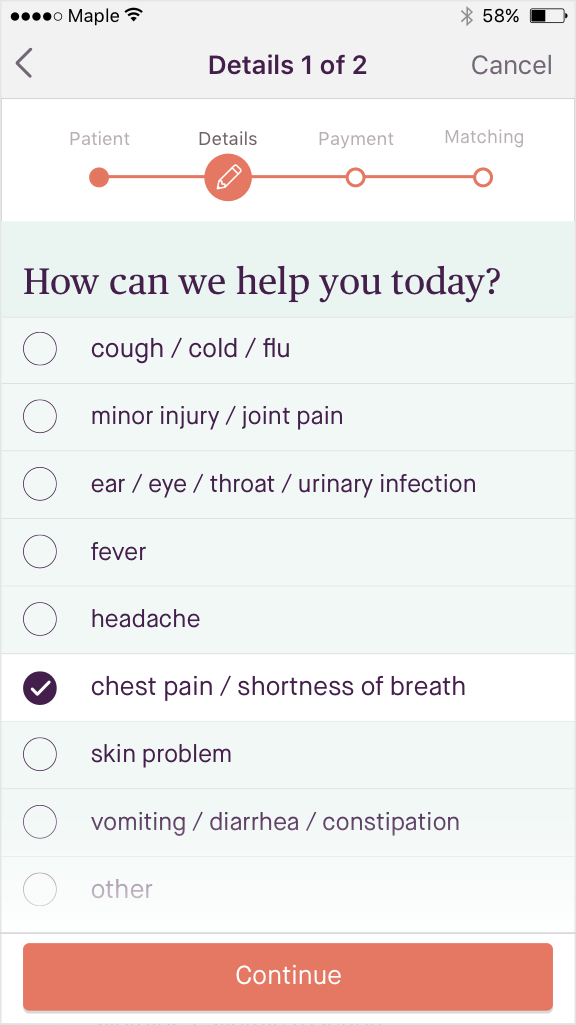 Maple 58%
Details 1 of 2 Cancel
Patient Details Payment Matching
How can we help you today?
cough / cold / flu
minor injury / joint pain
ear / eye / throat / urinary infection
fever
headache
chest pain / shortness of breath
skin problem
vomiting / diarrhea / constipation
other
Continue